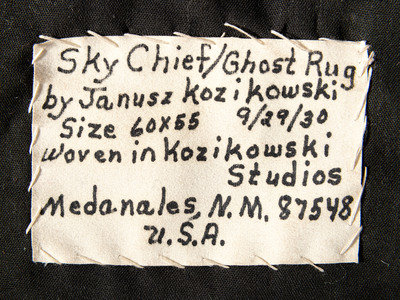 Sky Chief/Ghost Rug
by Janusz Kozikowski
Size 60x55 9/29/30
Woven in Kozikowski
Studios
Medanales, N.M. 87548
U.S.A.